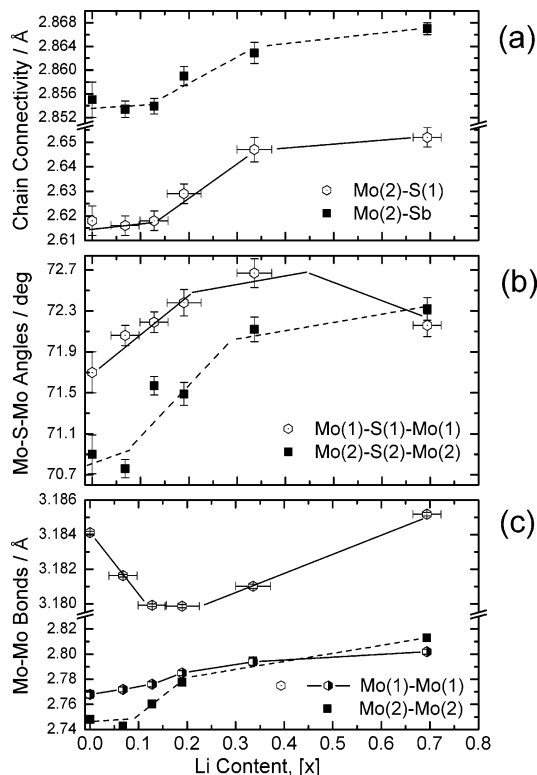 (a)
Chain Connectivity / Å
2.868
2.864
2.860
2.856
2.852
2.65
2.64
2.63
2.62
2.61
Mo(2)-S(1)
Mo(2)-Sb
(b)
Mo-S-Mo Angles / deg
72.7
72.3
71.9
71.5
71.1
70.7
Mo(1)-S(1)-Mo(1)
Mo(2)-S(2)-Mo(2)
(c)
Mo-Mo Bonds / Å
3.186
3.184
3.182
3.180
2.80
2.78
2.76
2.74
Mo(1)-Mo(1)
Mo(2)-Mo(2)
0.0 0.1 0.2 0.3 0.4 0.5 0.6 0.7 0.8
Li Content, [x]